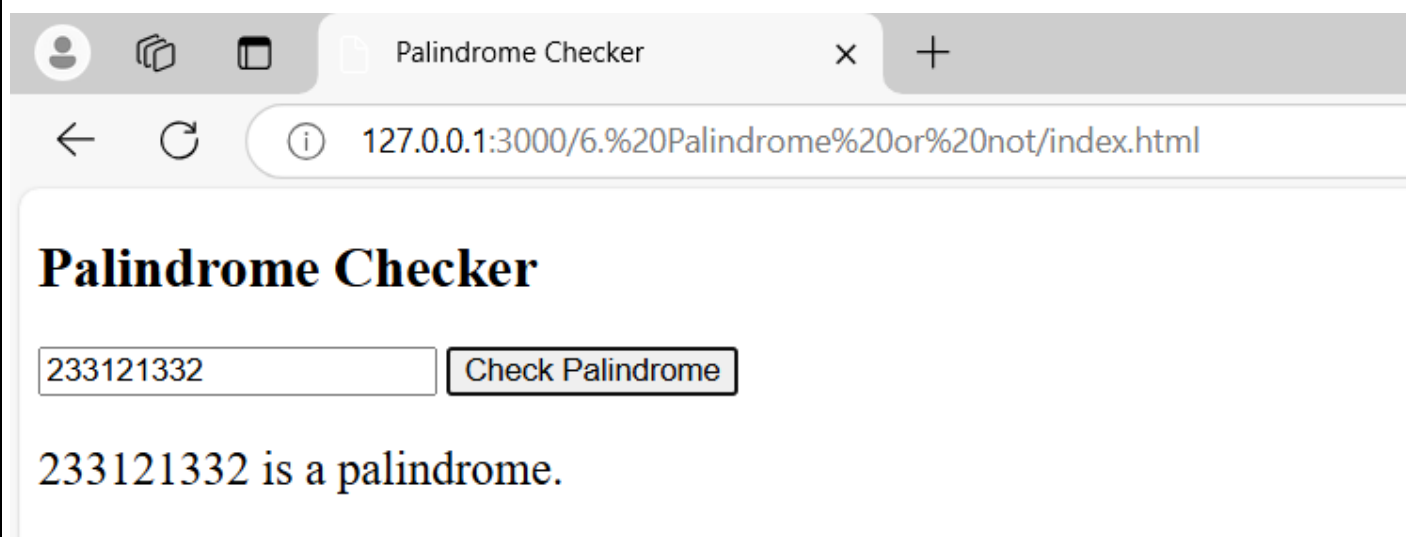 Palindrome Checker
127.0.0.1:3000/6.%20Palindrome%20or%20not/index.html
Palindrome Checker
233121332 Check Palindrome
233121332 is a palindrome.